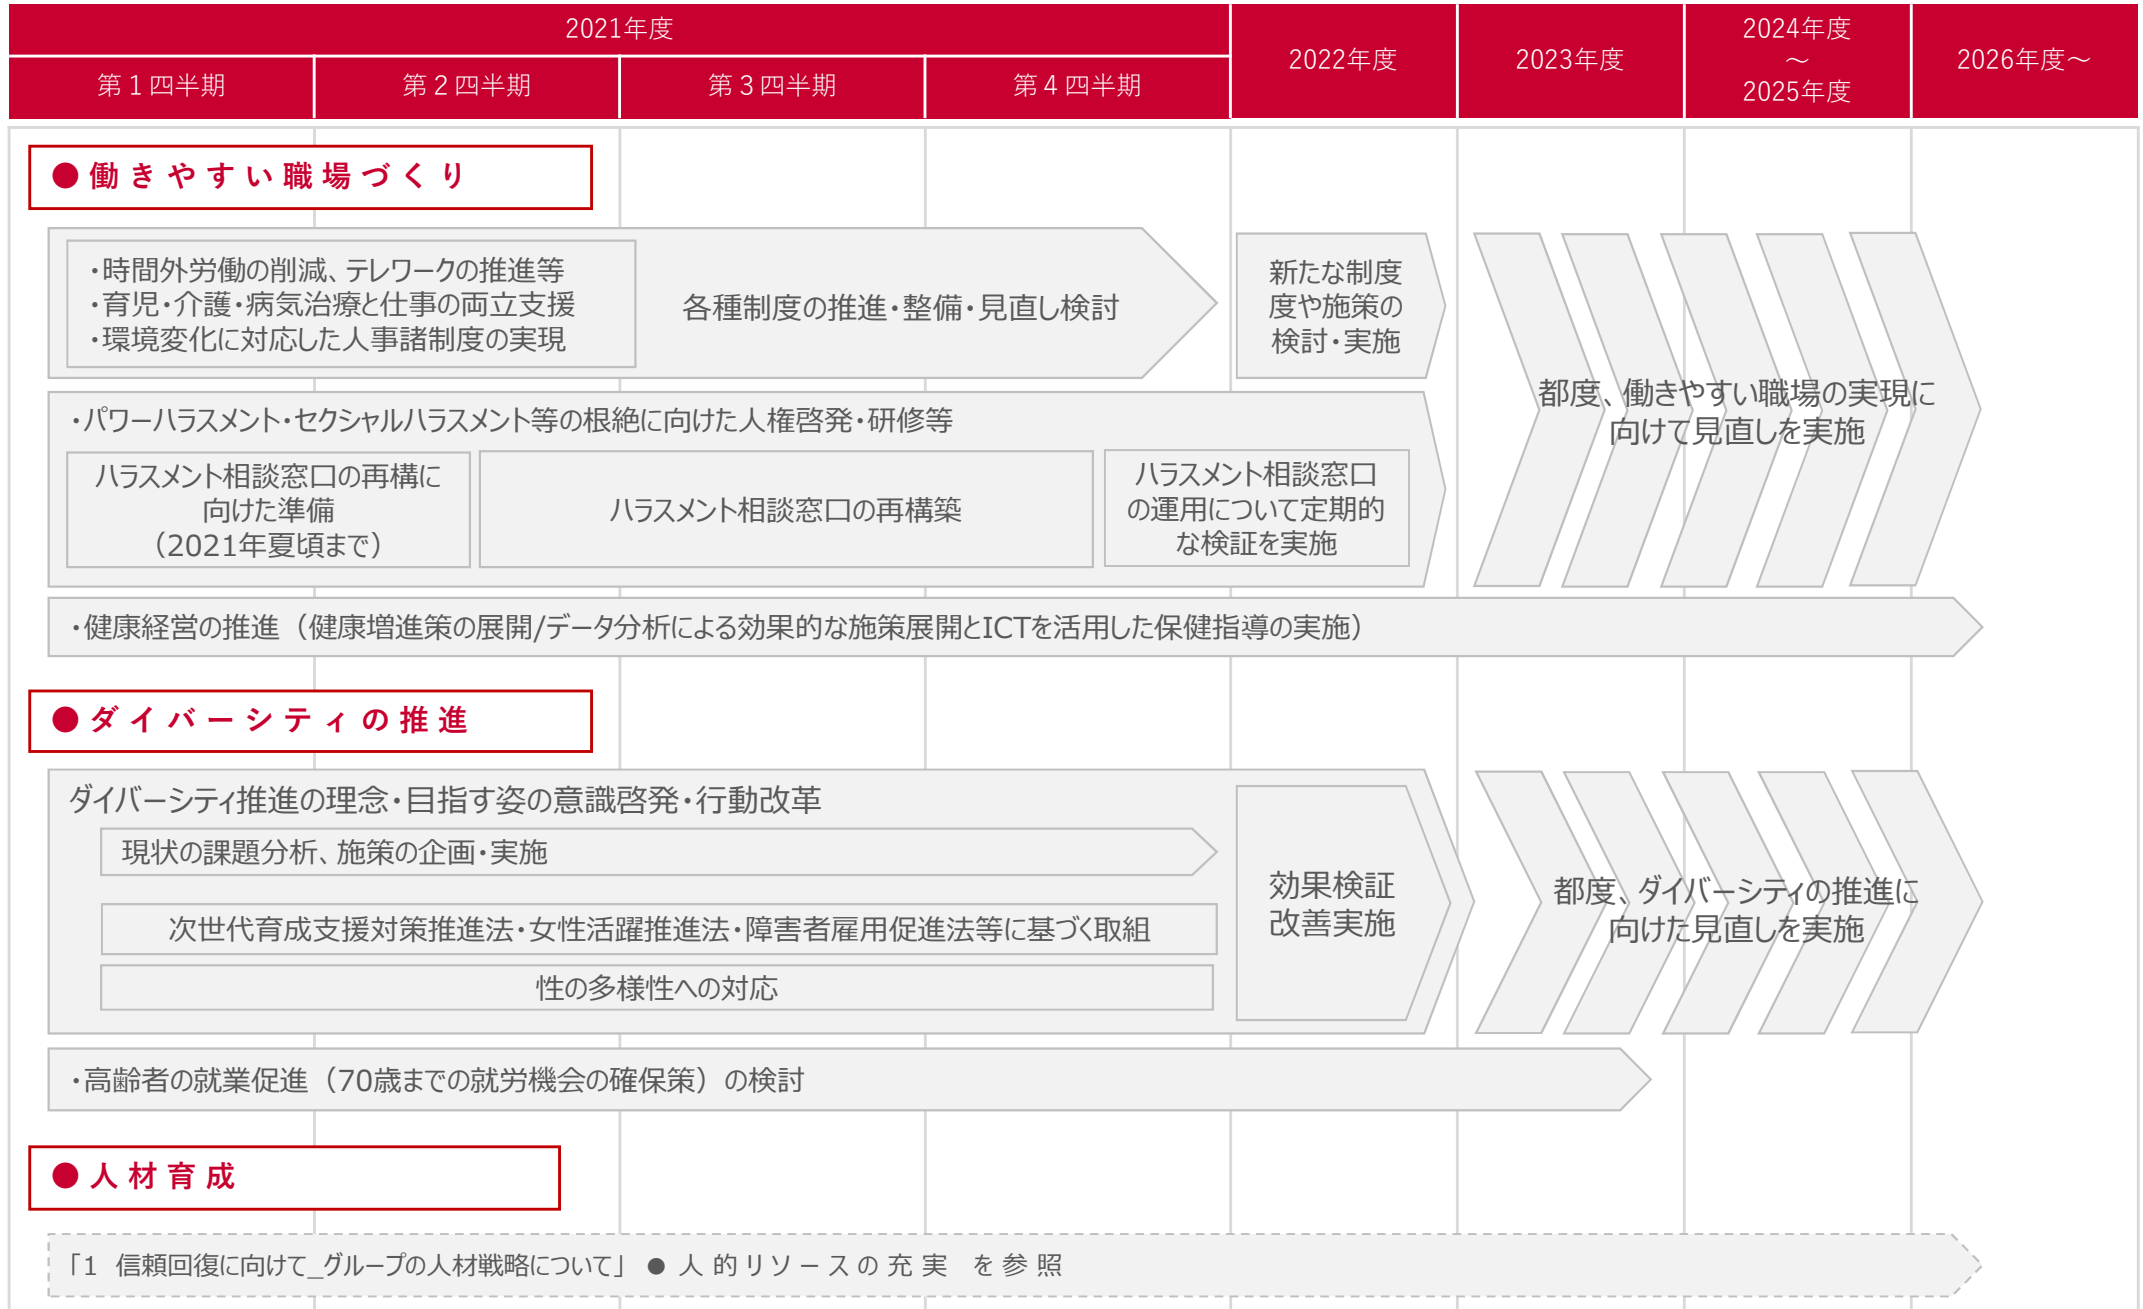 2021年度
第1四半期
第2四半期
第3四半期
第4四半期
2022年度
2023年度
2024年度
～
2025年度
2026年度～
●働きやすい職場づくり
・時間外労働の削減、テレワークの推進等
・育児・介護・病気治療と仕事の両立支援
・環境変化に対応した人事諸制度の実現
各種制度の推進・整備・見直し検討
新たな制度
度や施策の
検討・実施
・パワーハラスメント・セクシャルハラスメント等の根絶に向けた人権啓発・研修等
ハラスメント相談窓口の再構に
向けた準備
（2021年夏頃まで）
ハラスメント相談窓口の再構築
ハラスメント相談窓口
の運用について定期的
な検証を実施
都度、働きやすい職場の実現に
向けて見直しを実施
・健康経営の推進（健康増進策の展開/データ分析による効果的な施策展開とICTを活用した保健指導の実施）
●ダイバーシティの推進
ダイバーシティ推進の理念・目指す姿の意識啓発・行動改革
現状の課題分析、施策の企画・実施
次世代育成支援対策推進法・女性活躍推進法・障害者雇用促進法等に基づく取組
性の多様性への対応
効果検証
改善実施
都度、ダイバーシティの推進に
向けた見直しを実施
・高齢者の就業促進（70歳までの就労機会の確保策）の検討
●人材育成
「1 信頼回復に向けて_グループの人材戦略について」 ●人的リソースの充実 を参照